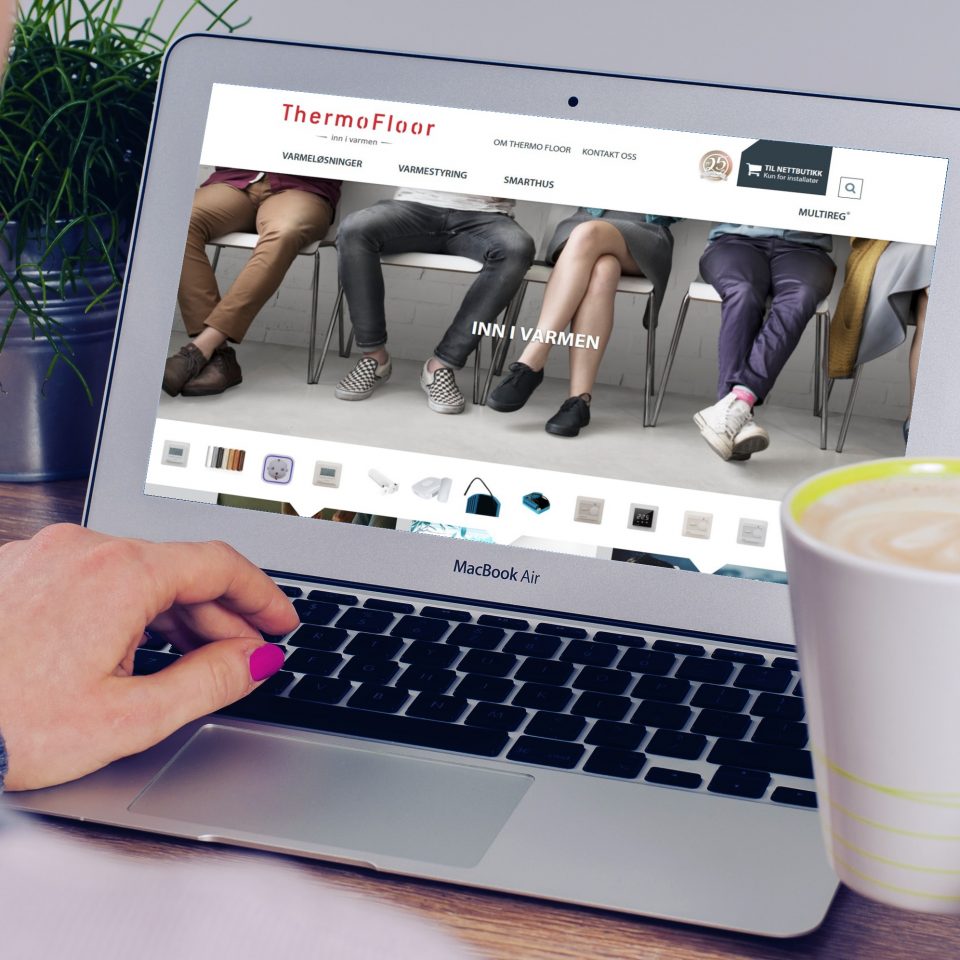 ThermoFloor
inn i varmen
OM THERMO FLOOR KONTAKT OSS
25
TIL NETTBUTIKK
Kun for installatør
VARMELØSNINGER VARMESTYRING SMARTHUS
MULTIREG®
INN I VARMEN
MacBook Air